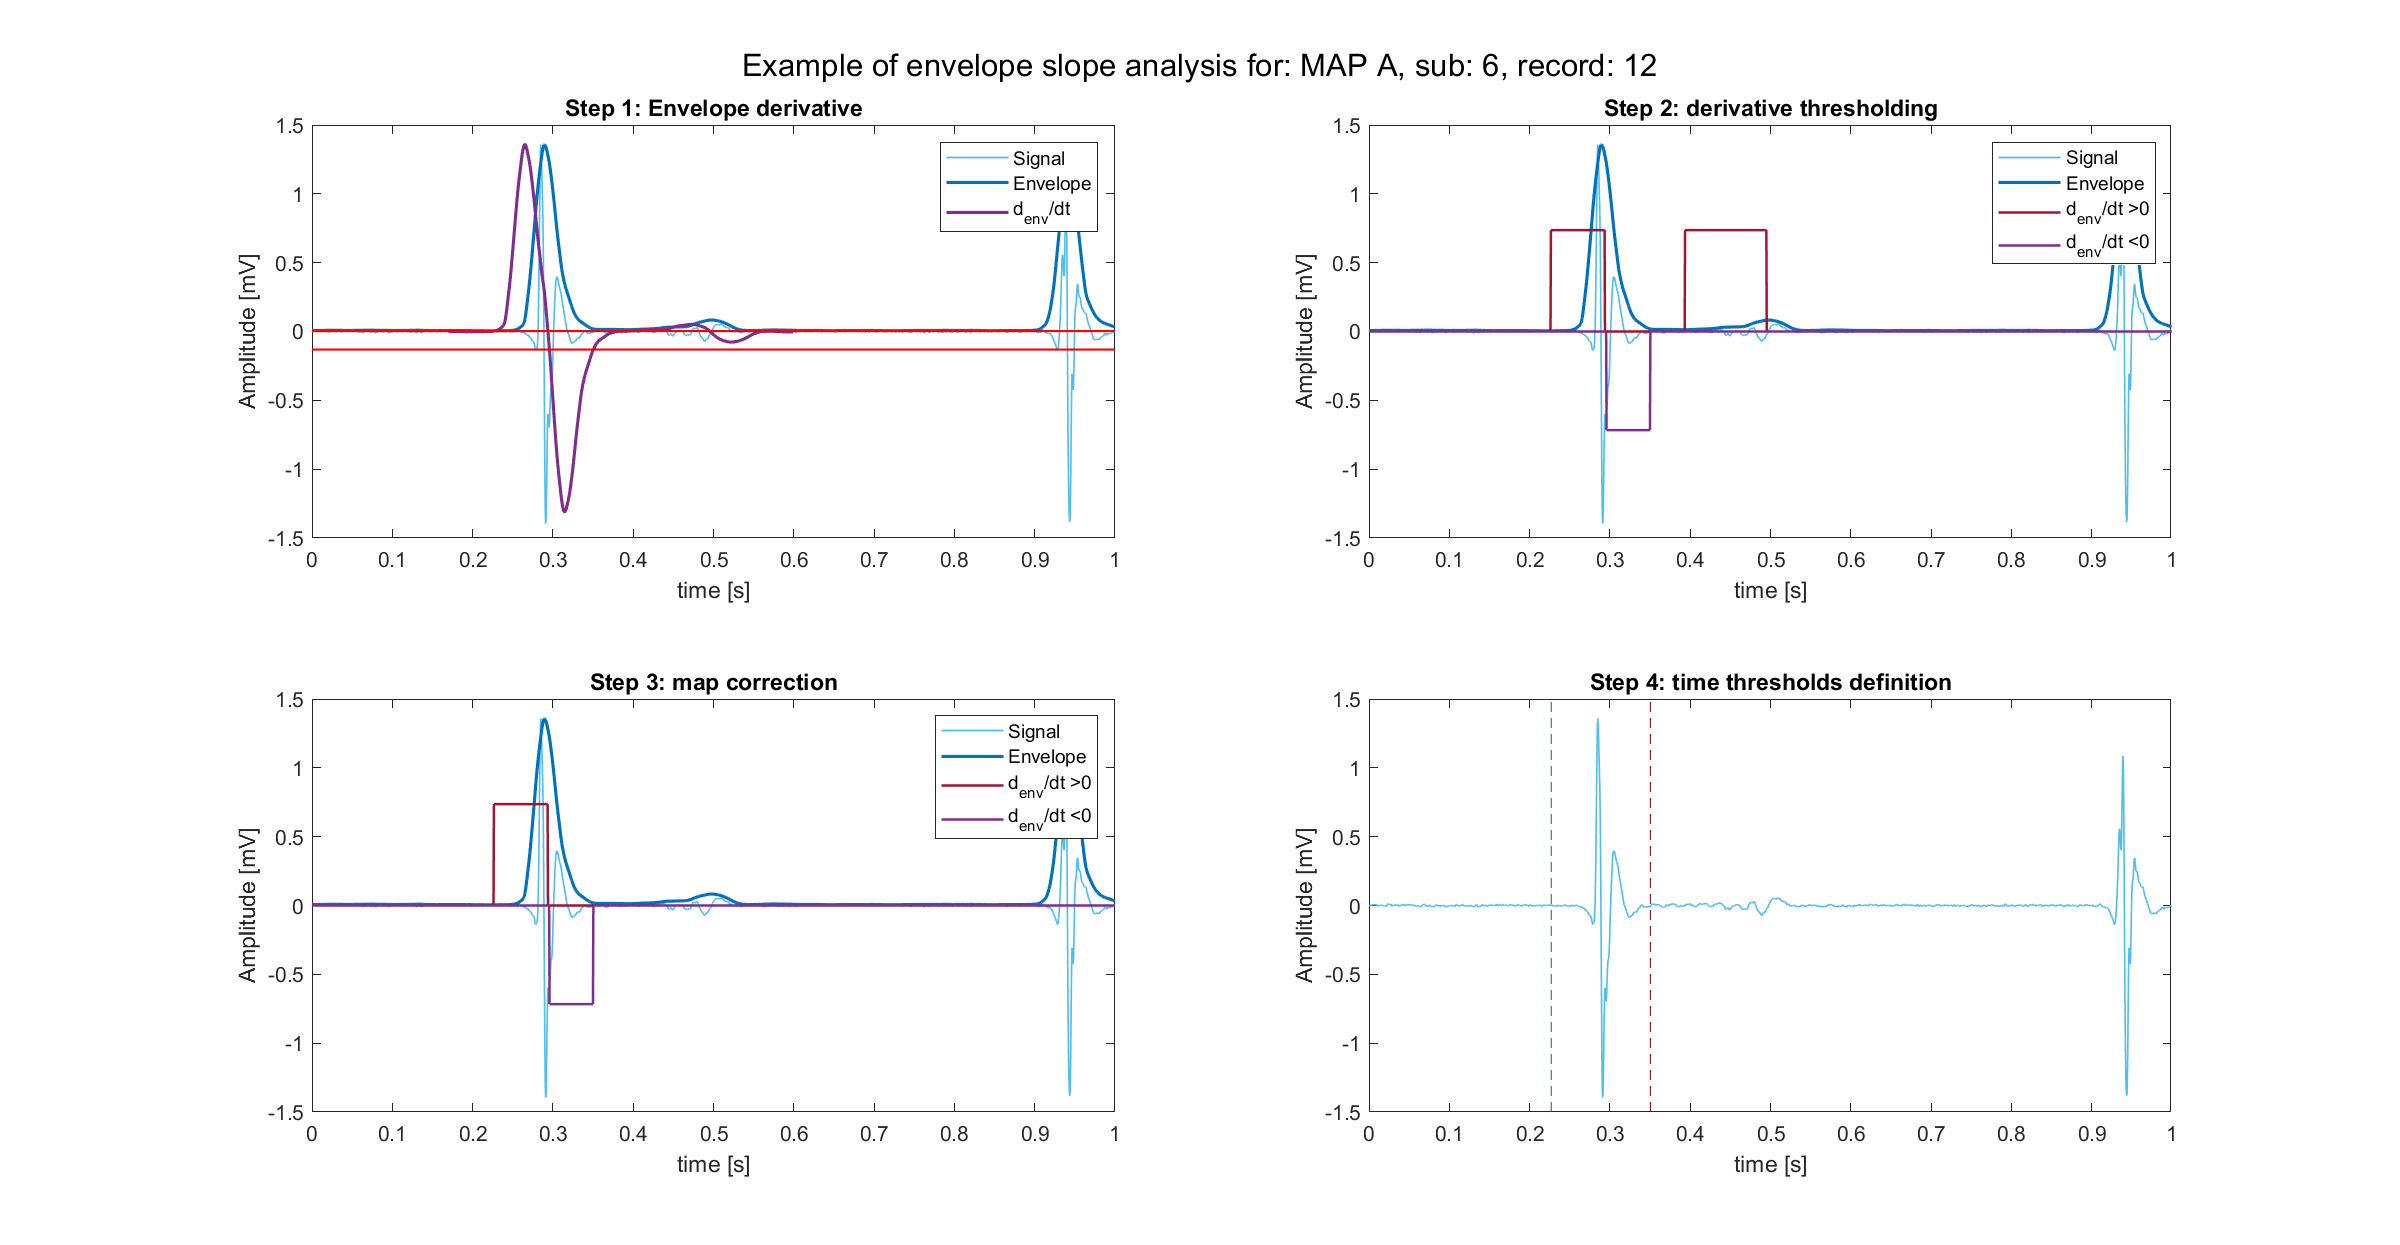 Example of envelope slope analysis for: MAP A, sub: 6, record: 12
Step 1: Envelope derivative
1.5
1
0.5
0
-0.5
-1
-1.5
Amplitude [mV]
Signal
Envelope
d_env/dt
0 0.1 0.2 0.3 0.4 0.5 0.6 0.7 0.8 0.9 1
time [s]
Step 2: derivative thresholding
1.5
1
0.5
0
-0.5
-1
-1.5
Amplitude [mV]
Signal
Envelope
d_env/dt >0
d_env/dt <0
0 0.1 0.2 0.3 0.4 0.5 0.6 0.7 0.8 0.9 1
time [s]
Step 3: map correction
1.5
1
0.5
0
-0.5
-1
-1.5
Amplitude [mV]
Signal
Envelope
d_env/dt >0
d_env/dt <0
0 0.1 0.2 0.3 0.4 0.5 0.6 0.7 0.8 0.9 1
time [s]
Step 4: time thresholds definition
1.5
1
0.5
0
-0.5
-1
-1.5
Amplitude [mV]
0 0.1 0.2 0.3 0.4 0.5 0.6 0.7 0.8 0.9 1
time [s]